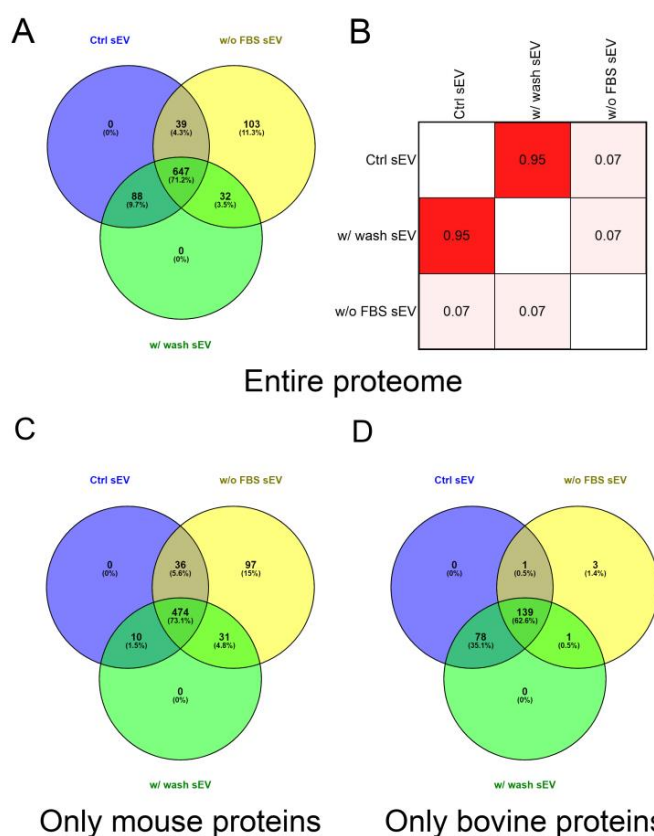 A
B
Ctrl sEV
w/o FBS sEV
0
(0%)
39
(4.3%)
103
(11.3%)
647
(71.2%)
88
(9.7%)
32
(3.5%)
0
(0%)
w/ wash sEV
Ctrl sEV
w/ wash sEV
w/o FBS sEV
Ctrl sEV
0.95
0.07
w/ wash sEV
0.95
0.07
w/o FBS sEV
0.07
0.07
Entire proteome
C
D
Ctrl sEV
w/o FBS sEV
0
(0%)
36
(5.6%)
97
(15%)
474
(73.1%)
10
(1.5%)
31
(4.8%)
0
(0%)
w/ wash sEV
Only mouse proteins
Ctrl sEV
w/o FBS sEV
0
(0%)
1
(0.5%)
3
(1.4%)
139
(62.6%)
78
(35.1%)
1
(0.5%)
0
(0%)
w/ wash sEV
Only bovine proteins